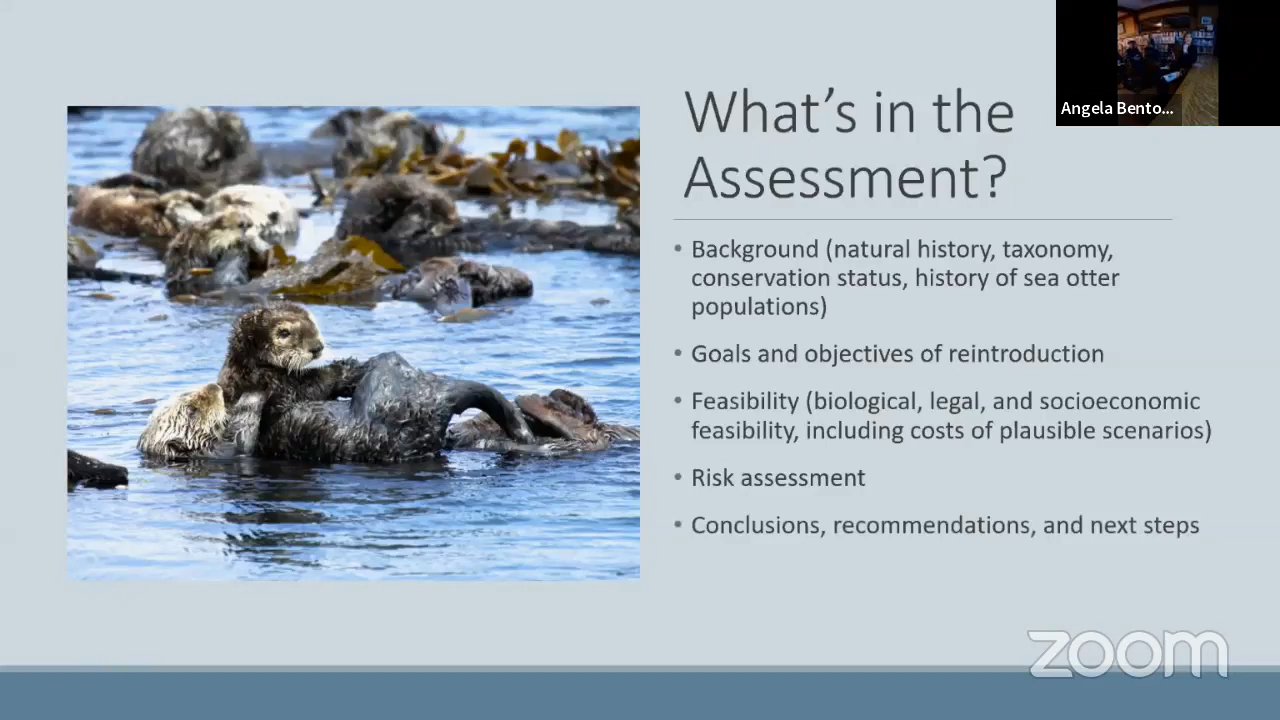 What's in the
Assessment?
Angela Bento...
• Background (natural history, taxonomy,
conservation status, history of sea otter
populations)
• Goals and objectives of reintroduction
• Feasibility (biological, legal, and socioeconomic
feasibility, including costs of plausible scenarios)
• Risk assessment
• Conclusions, recommendations, and next steps
zoom